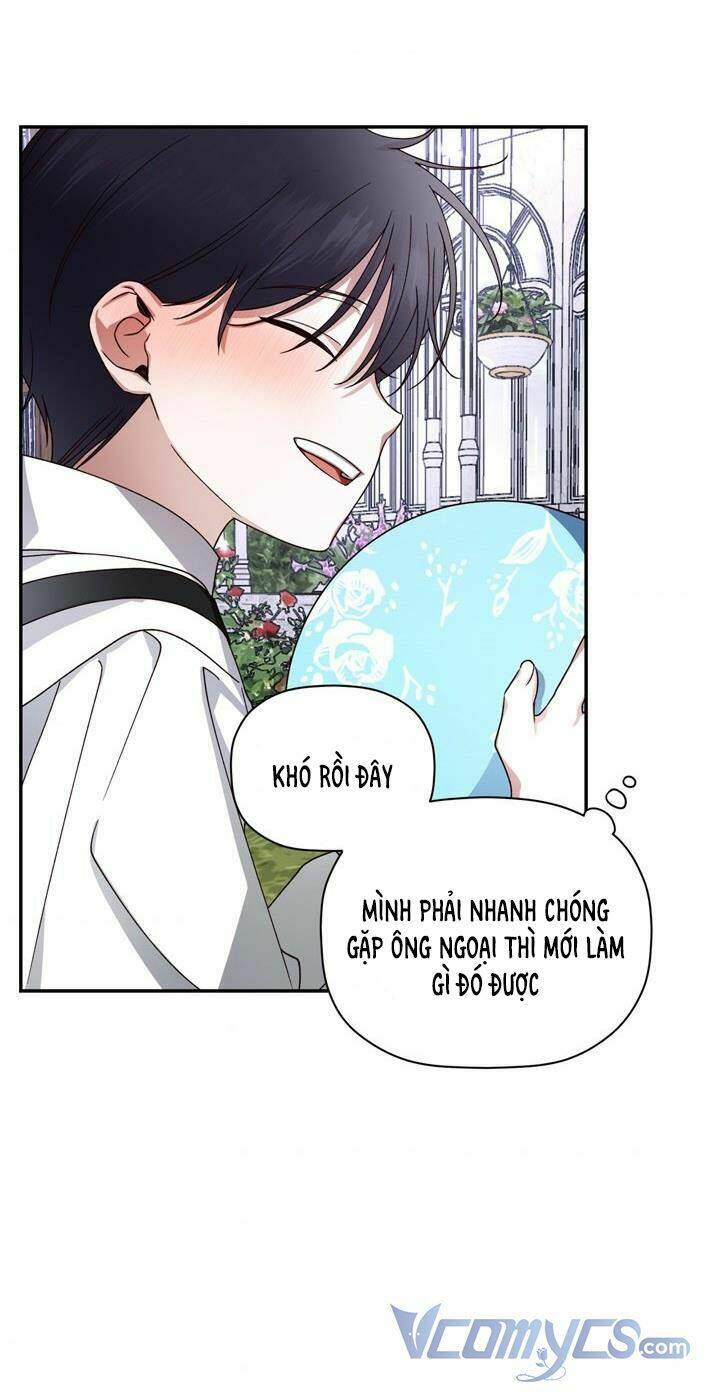 KHÓ RỒI ĐÂY
MÌNH PHẢI NHANH CHÓNG
GẶP ÔNG NGOẠI THÌ MỚI LÀM
GÌ ĐÓ ĐƯỢC
VCOMYCS.com